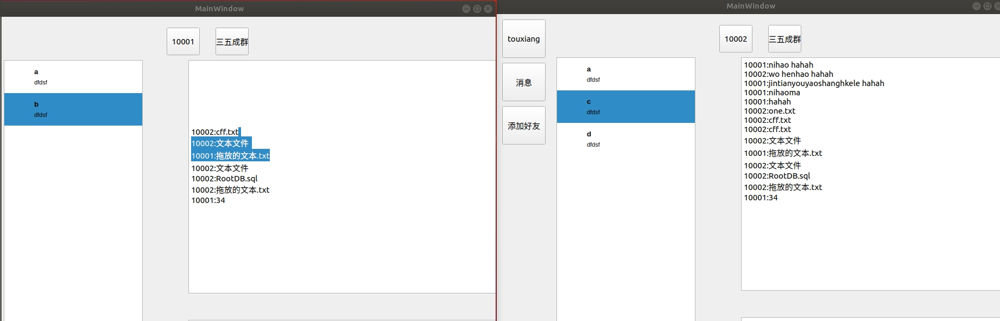 MainWindow
10001
三五成群
a
dfdsf
b
dfdsf
10002:cff.txt
10002:文本文件
10001:拖放的文本.txt
10002:文本文件
10002:RootDB.sql
10002:拖放的文本.txt
10001:34
MainWindow
touxiang
消息
添加好友
10002
三五成群
a
dfdsf
c
dfdsf
d
dfdsf
10001:nihao hahah
10002:wo henhao hahah
10001:jintianyouyaoshanghkele hahah
10001:nihaoma
10001:hahah
10002:one.txt
10002:cff.txt
10002:cff.txt
10002:文本文件
10001:拖放的文本.txt
10002:文本文件
10002:RootDB.sql
10002:拖放的文本.txt
10001:34